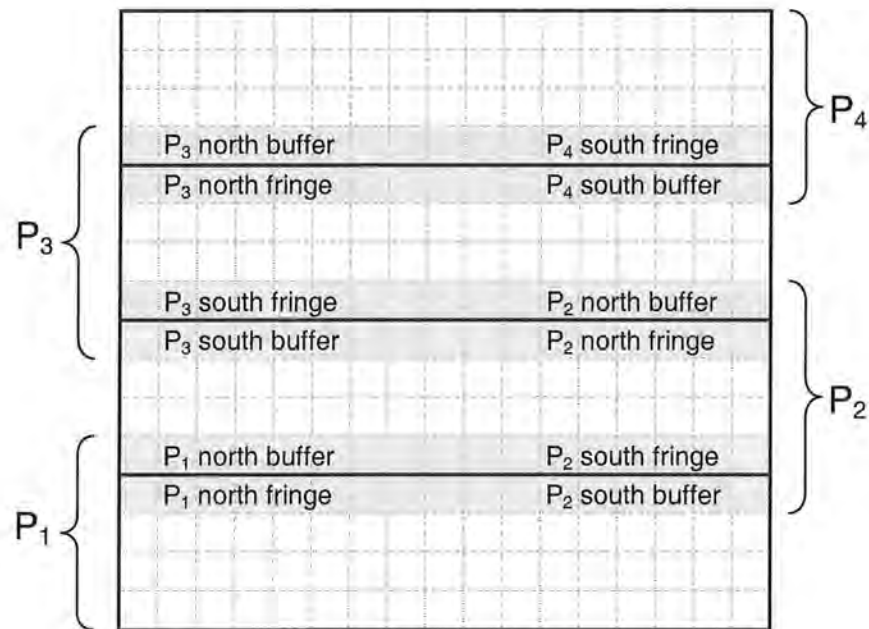 P₄
P₃ north buffer P₄ south fringe
P₃ north fringe P₄ south buffer
P₃
P₃ south fringe P₂ north buffer
P₃ south buffer P₂ north fringe
P₂
P₁ north buffer P₂ south fringe
P₁ north fringe P₂ south buffer
P₁